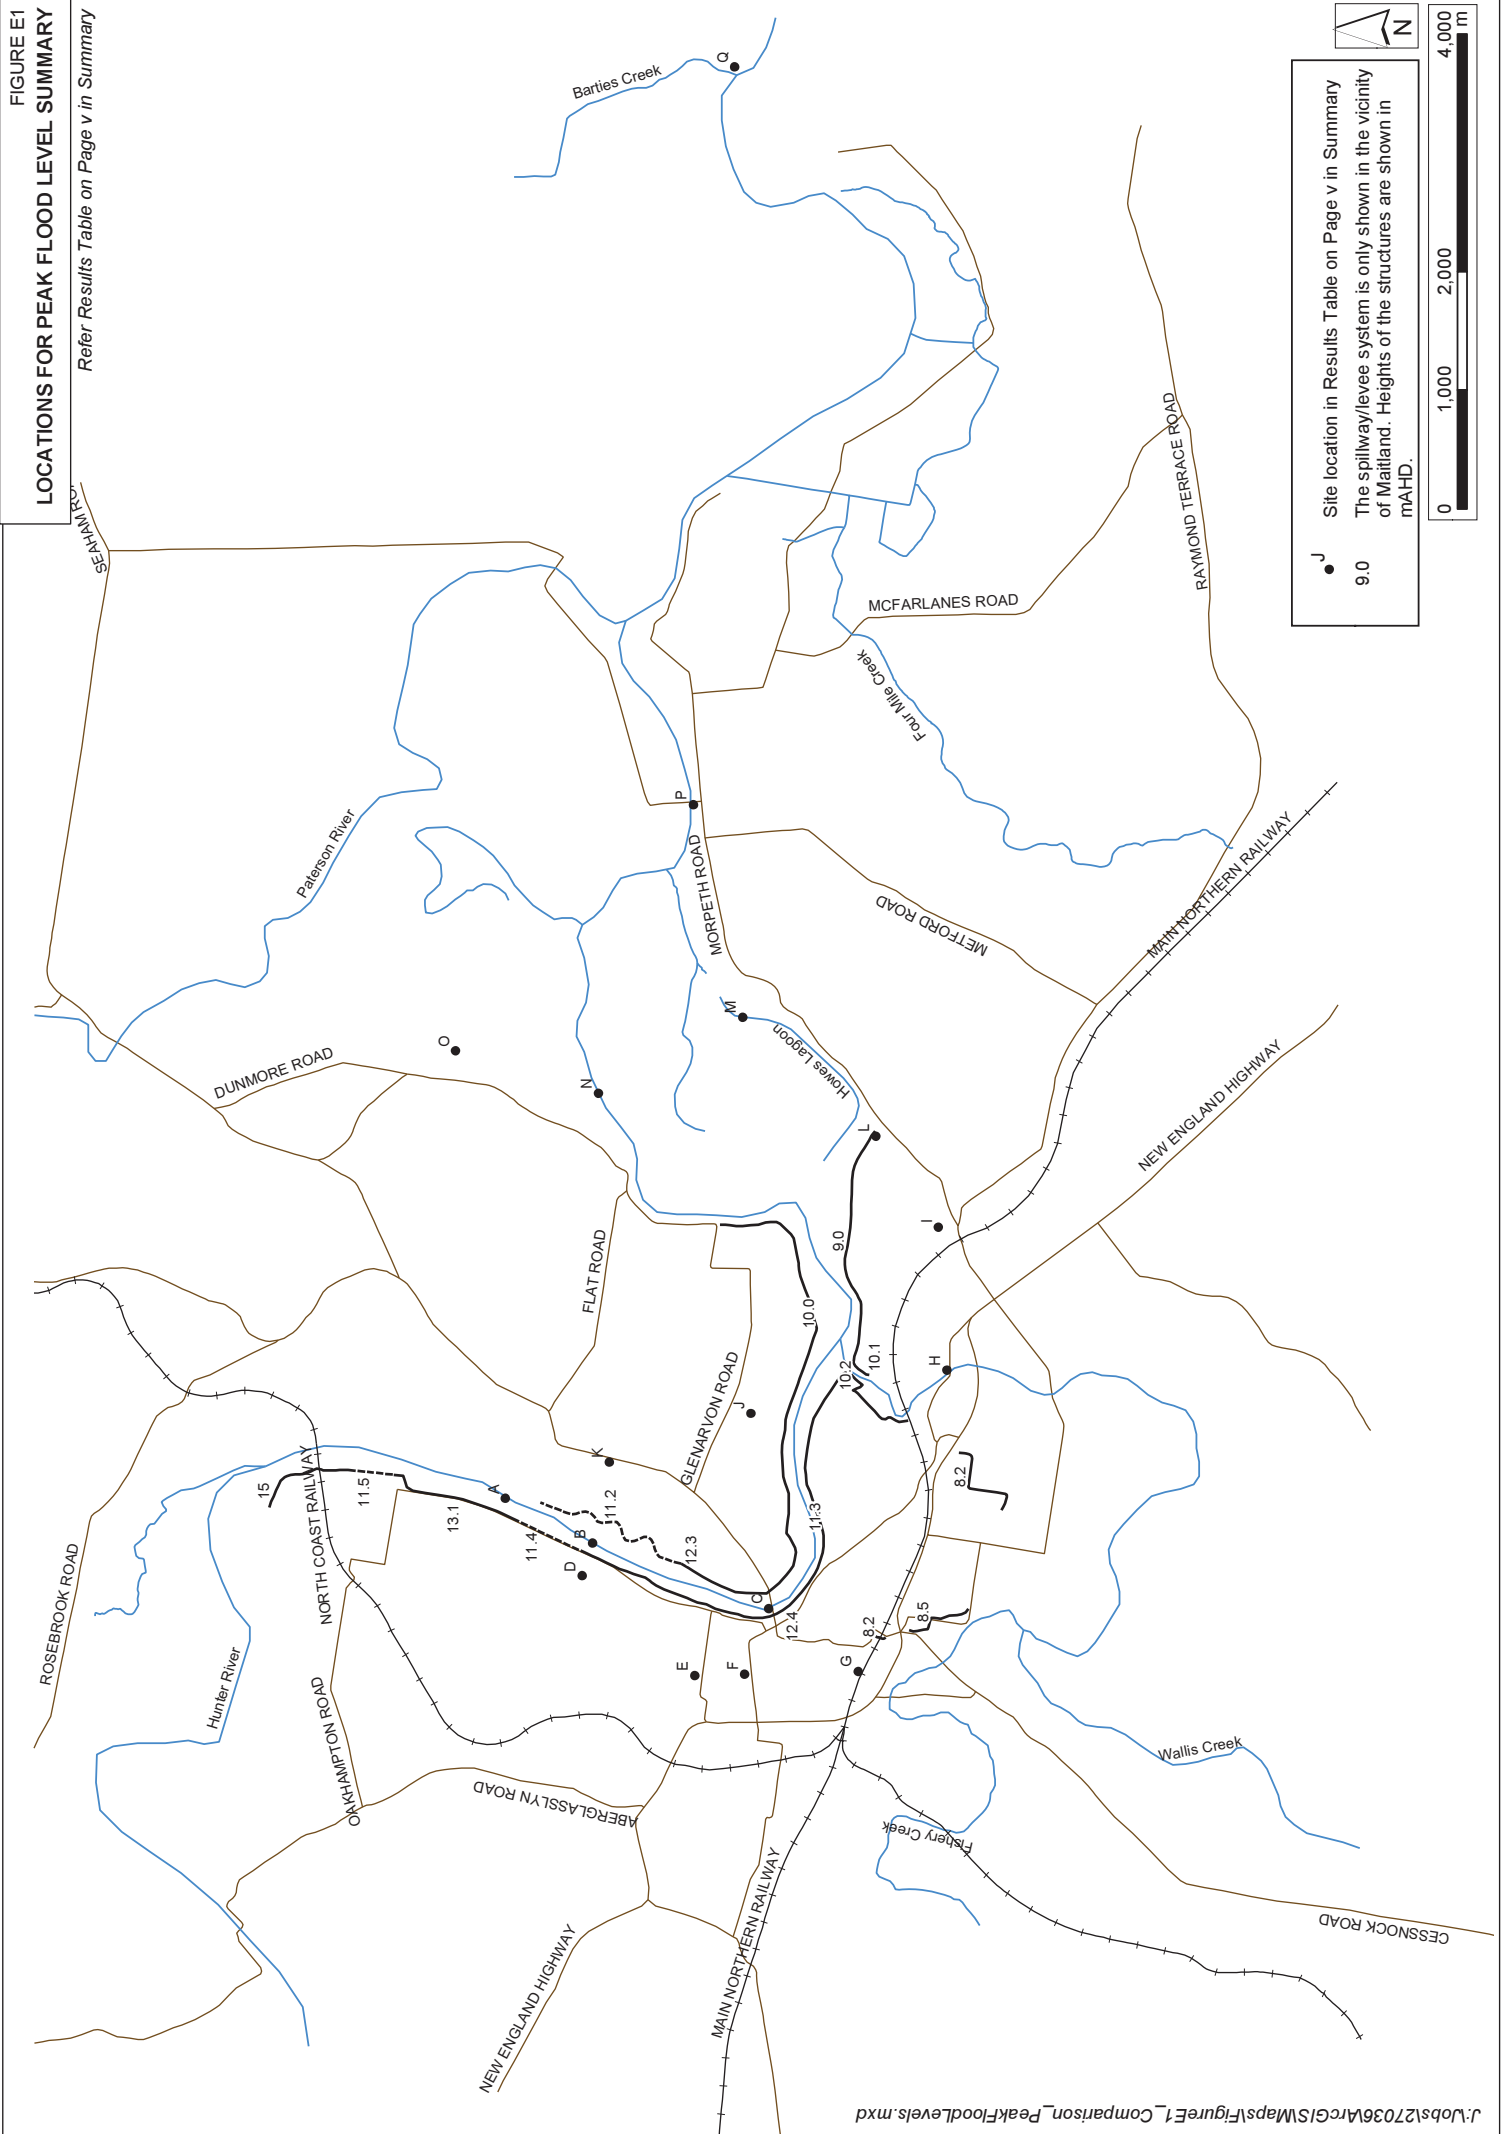 FIGURE E1
LOCATIONS FOR PEAK FLOOD LEVEL SUMMARY
Refer Results Table on Page v in Summary
SEAHAM RO
Barties Creek
Q
Paterson River
DUNMORE ROAD
O
N
M
Howes Lagoon
P
MORPETH ROAD
METFORD ROAD
MCFARLANES ROAD
Four Mile Creek
RAYMOND TERRACE ROAD
MAIN NORTHERN RAILWAY
NEW ENGLAND HIGHWAY
L
I
9.0
FLAT ROAD
10.0
10.1
10.2
H
GLENARVON ROAD
J
K
15
11.5
NORTH COAST RAILWAY
13.1
A
11.4
B
D
11.2
12.3
11.3
C
12.4
8.2
8.5
8.2
ROSEBROOK ROAD
Hunter River
OAKHAMPTON ROAD
E
F
G
ABERGLASSLYN ROAD
Wallis Creek
Fishery Creek
MAIN NORTHERN RAILWAY
NEW ENGLAND HIGHWAY
CESSNOCK ROAD
J
Site location in Results Table on Page v in Summary
9.0
The spillway/levee system is only shown in the vicinity
of Maitland. Heights of the structures are shown in
mAHD.
N
0 1,000 2,000 4,000
m
J:\Jobs\27036\ArcGIS\Maps\FigureE1_Comparison_PeakFloodLevels.mxd